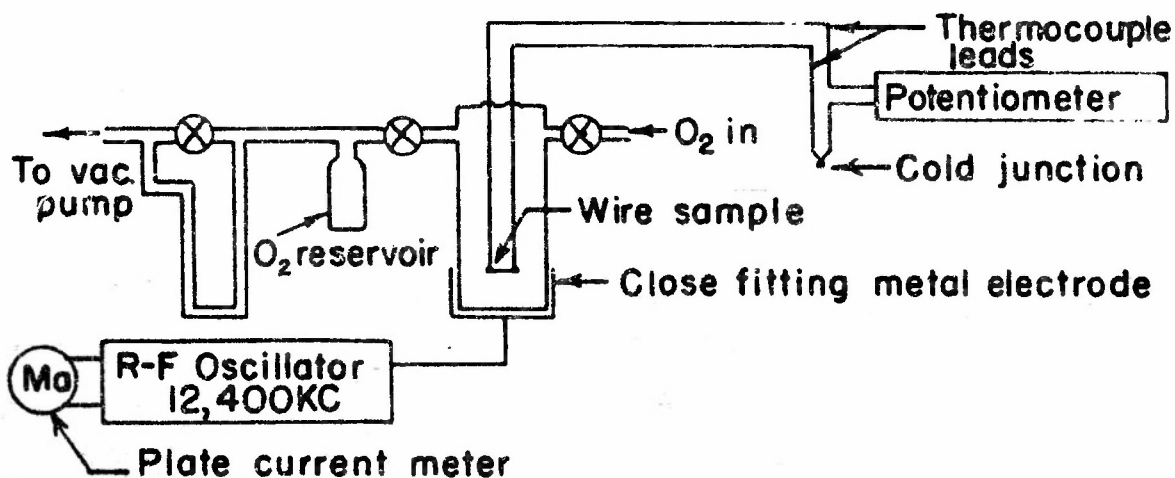 Thermocouple
leads
Potentiometer
O₂ in
Cold junction
To vac.
pump
Wire sample
O₂ reservoir
Close fitting metal electrode
R-F Oscillator
12,400KC
Ma
Plate current meter